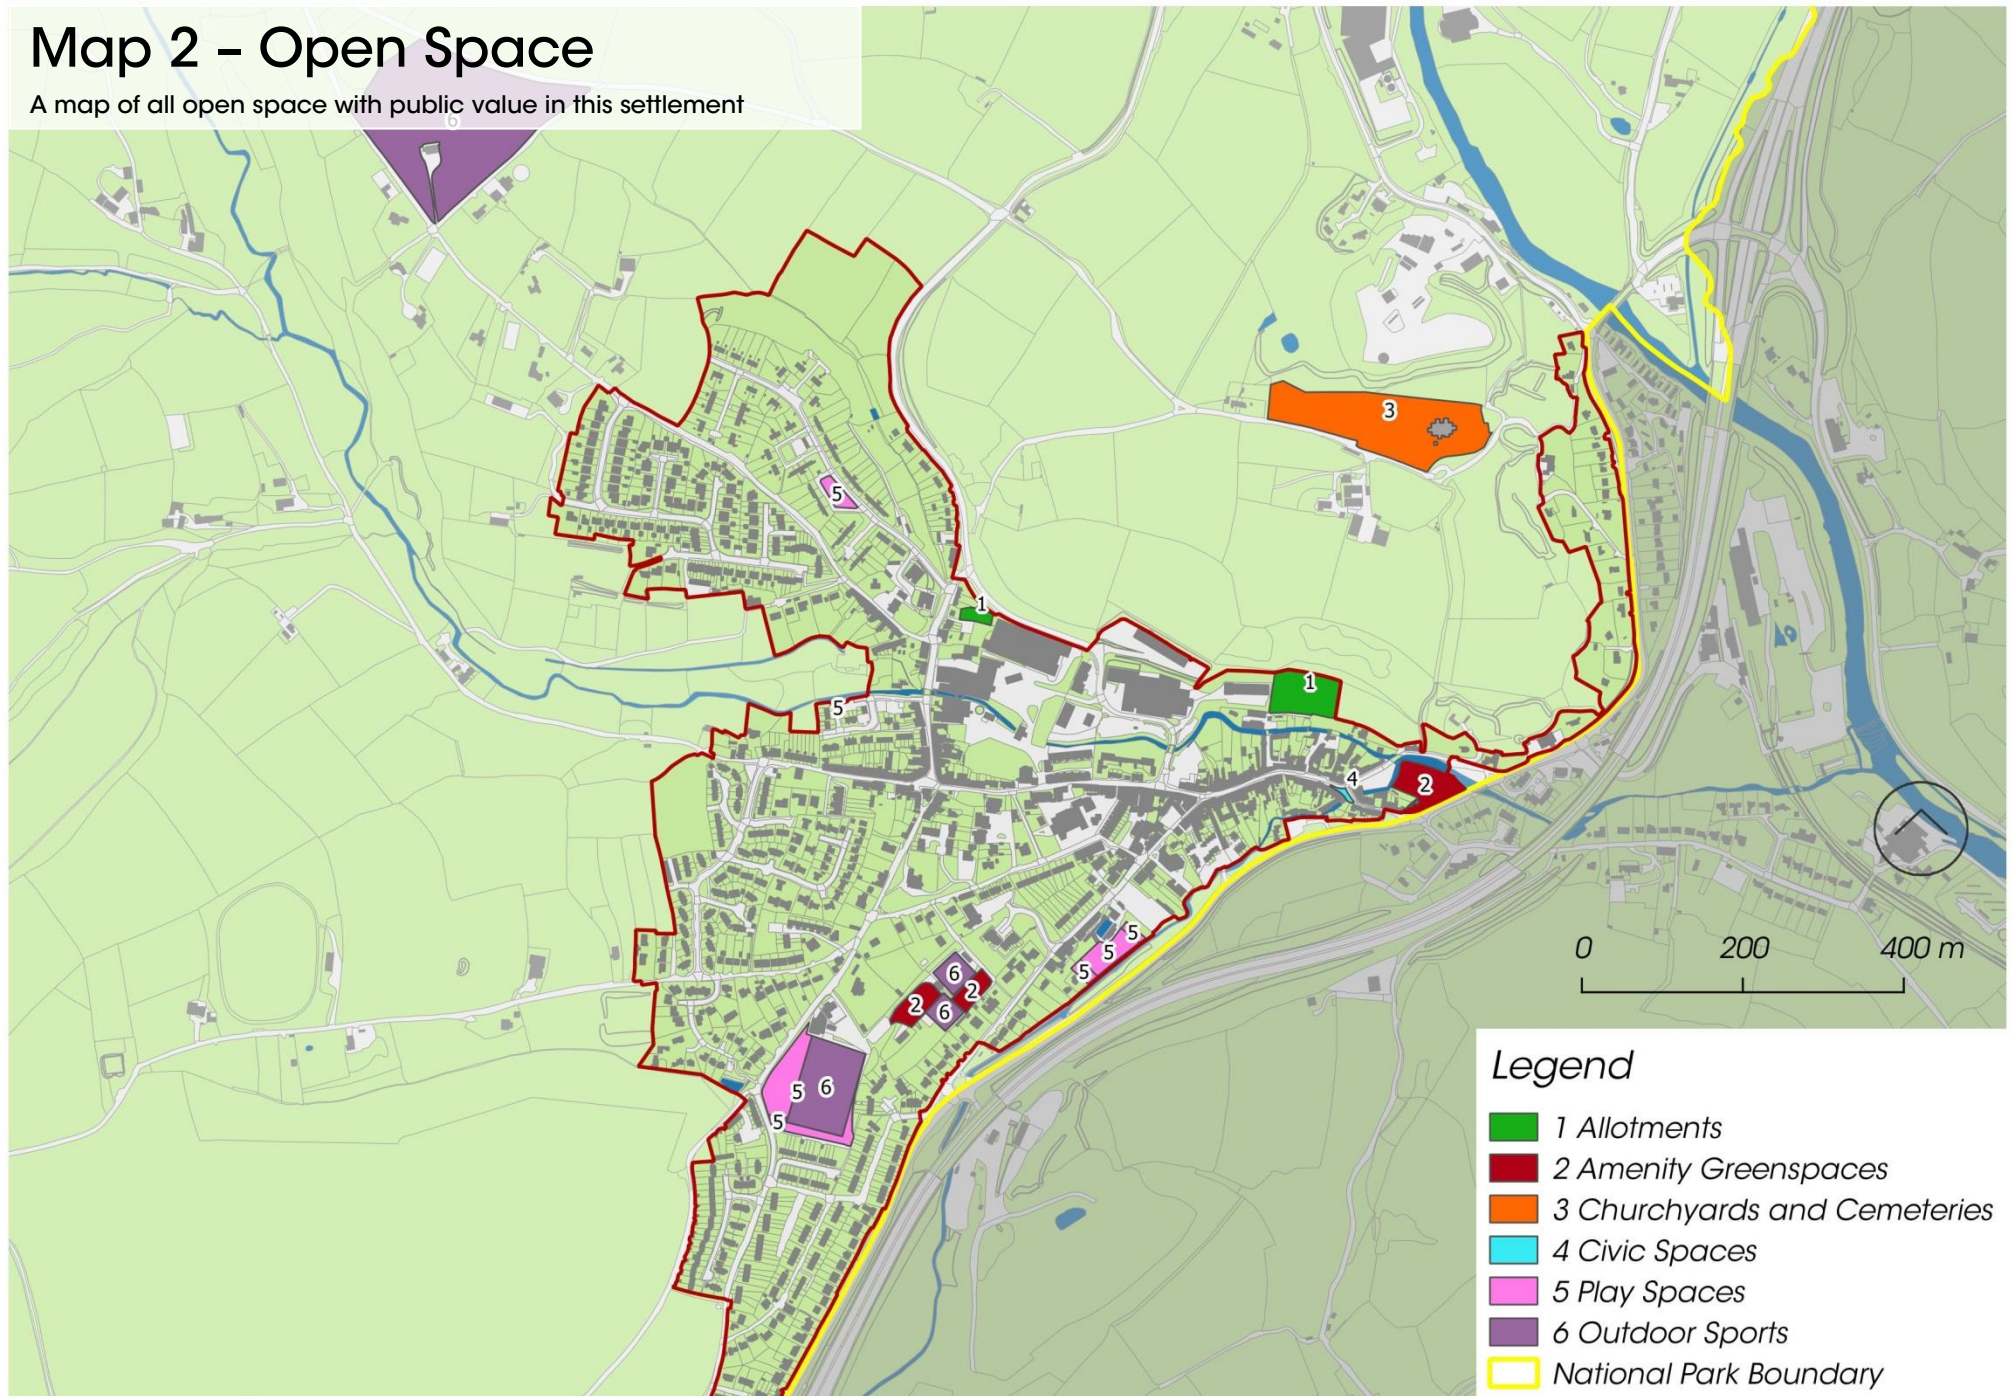 Map 2 – Open Space
A map of all open space with public value in this settlement
6
3
5
1
1
5
4
2
5
5
5
6
2
2
6
5
6
5
0 200 400 m
Legend
1 Allotments
2 Amenity Greenspaces
3 Churchyards and Cemeteries
4 Civic Spaces
5 Play Spaces
6 Outdoor Sports
National Park Boundary